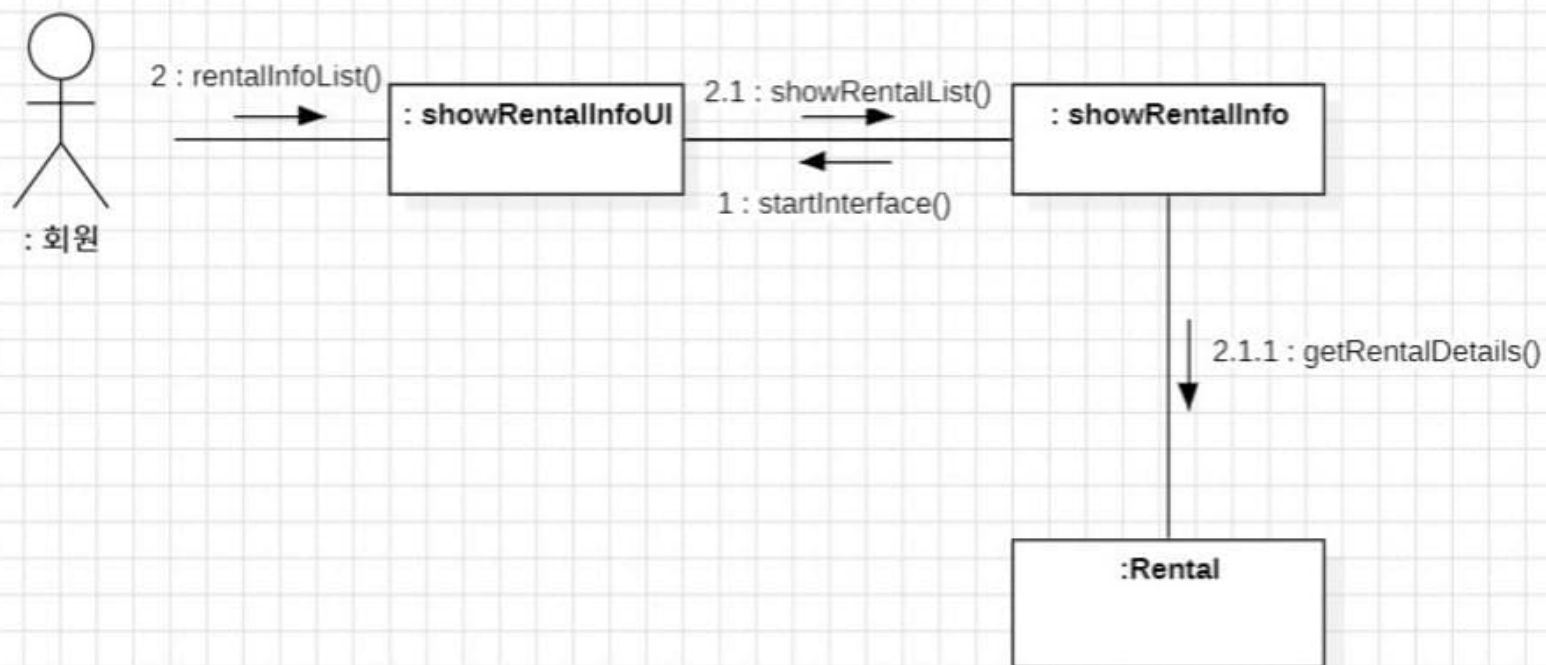 2 : rentalInfoList()
: showRentalInfoUI
2.1 : showRentalList()
: showRentalInfo
1 : startInterface()
: 회원
2.1.1 : getRentalDetails()
:Rental